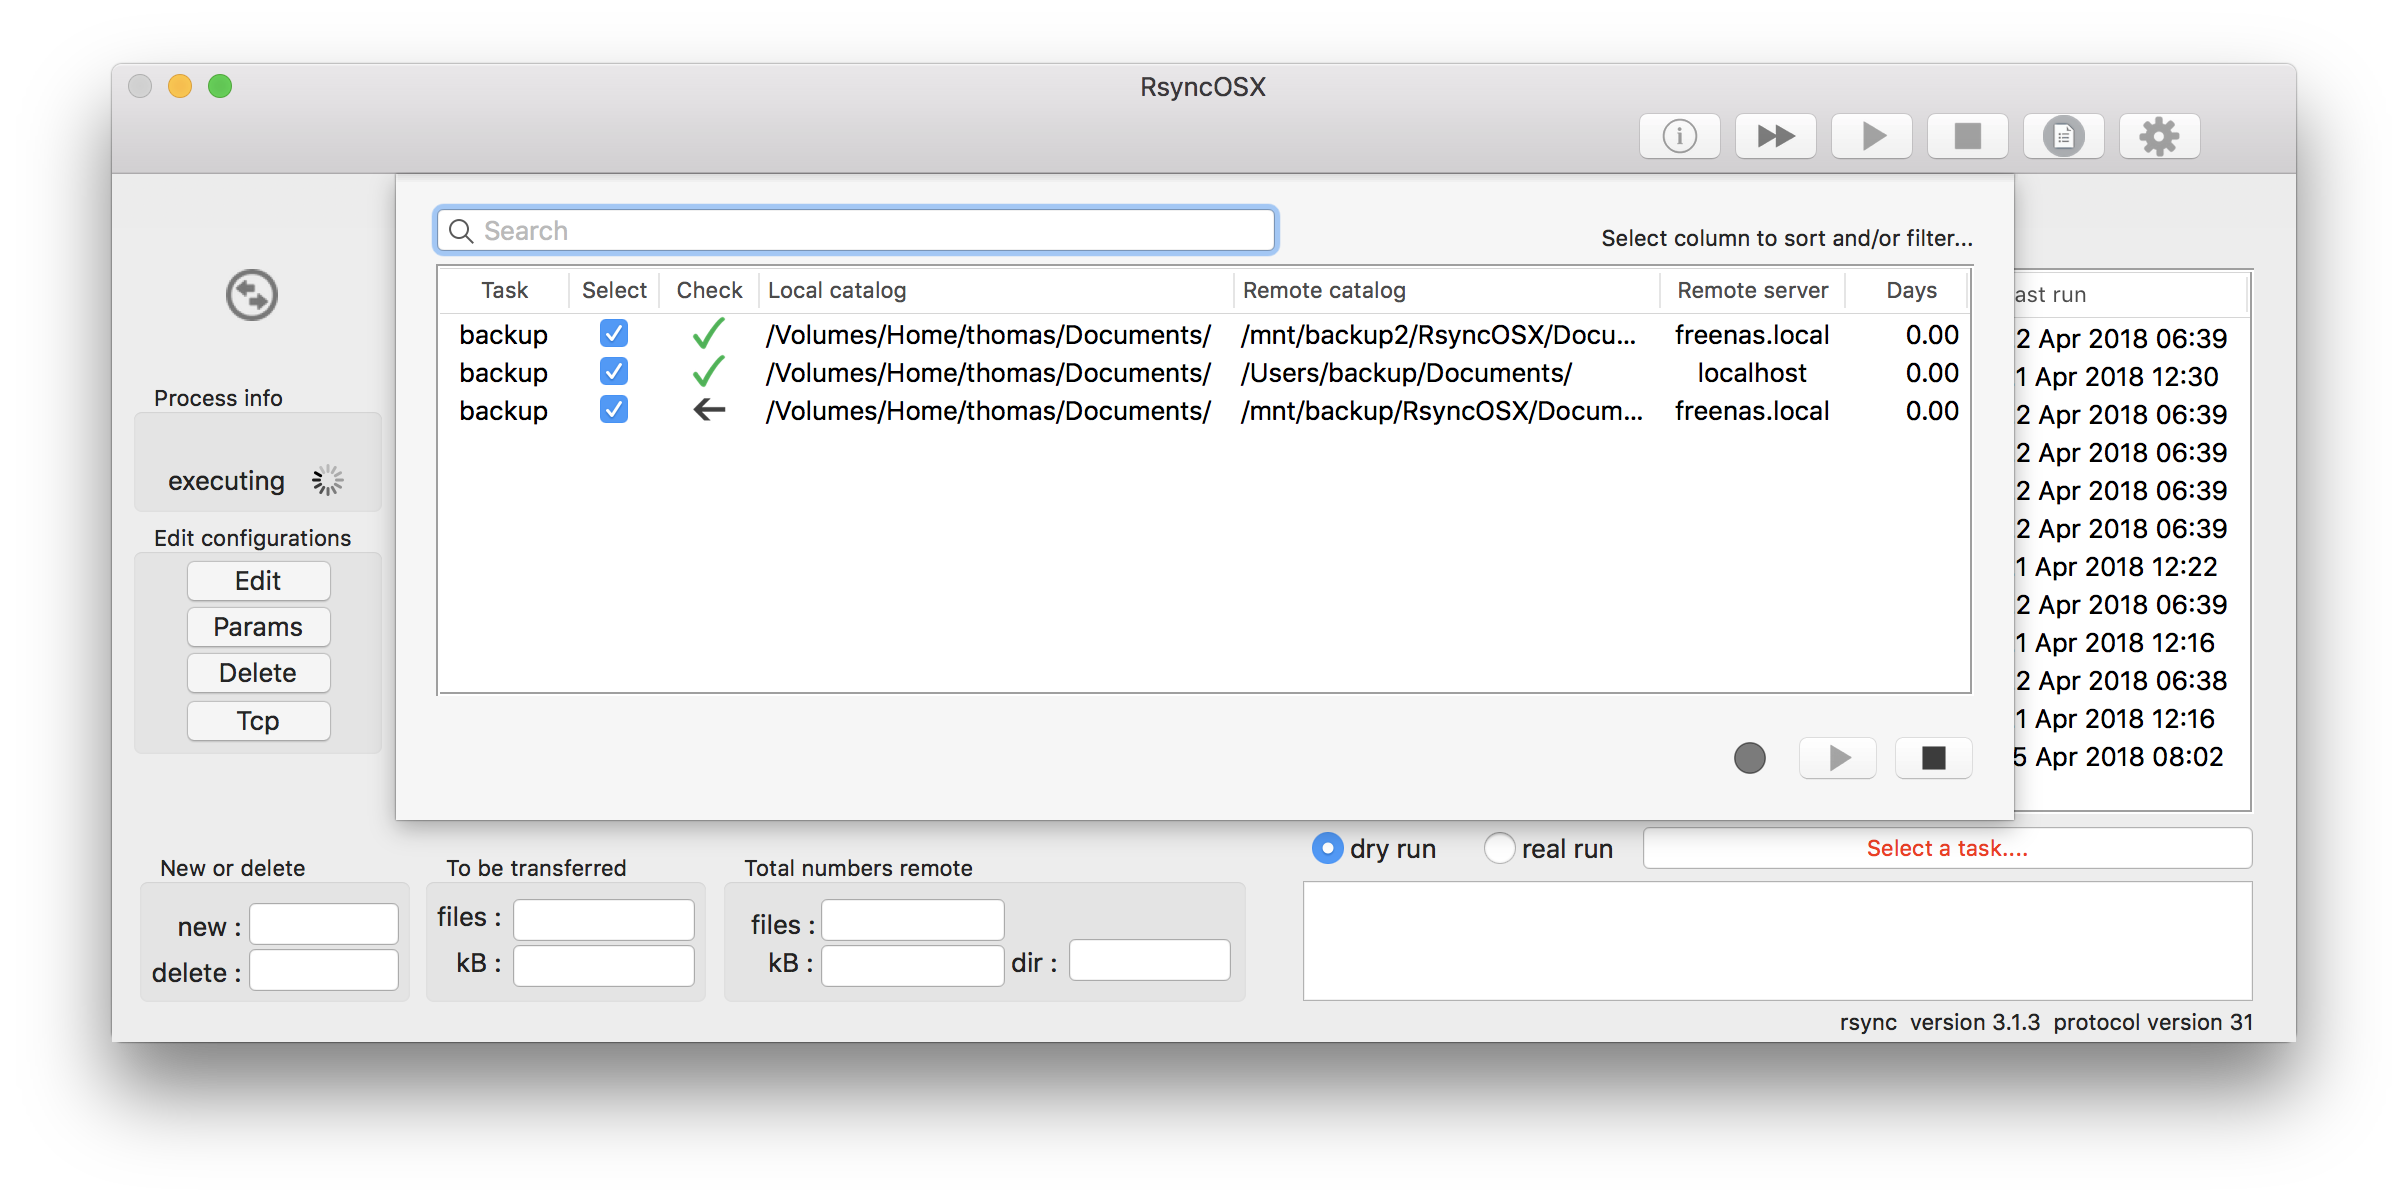 RsyncOSX
Search
Select column to sort and/or filter...
Task Select Check Local catalog Remote catalog Remote server Days
backup /Volumes/Home/thomas/Documents/ /mnt/backup2/RsyncOSX/Docu... freenas.local 0.00
backup /Volumes/Home/thomas/Documents/ /Users/backup/Documents/ localhost 0.00
backup /Volumes/Home/thomas/Documents/ /mnt/backup/RsyncOSX/Docum... freenas.local 0.00
ast run
2 Apr 2018 06:39
1 Apr 2018 12:30
2 Apr 2018 06:39
2 Apr 2018 06:39
2 Apr 2018 06:39
2 Apr 2018 06:39
1 Apr 2018 12:22
2 Apr 2018 06:39
1 Apr 2018 12:16
2 Apr 2018 06:38
1 Apr 2018 12:16
5 Apr 2018 08:02
Process info
executing
Edit configurations
Edit
Params
Delete
Tcp
dry run real run Select a task....
New or delete
new :
delete :
To be transferred
files :
kB :
Total numbers remote
files :
kB : dir :
rsync version 3.1.3 protocol version 31